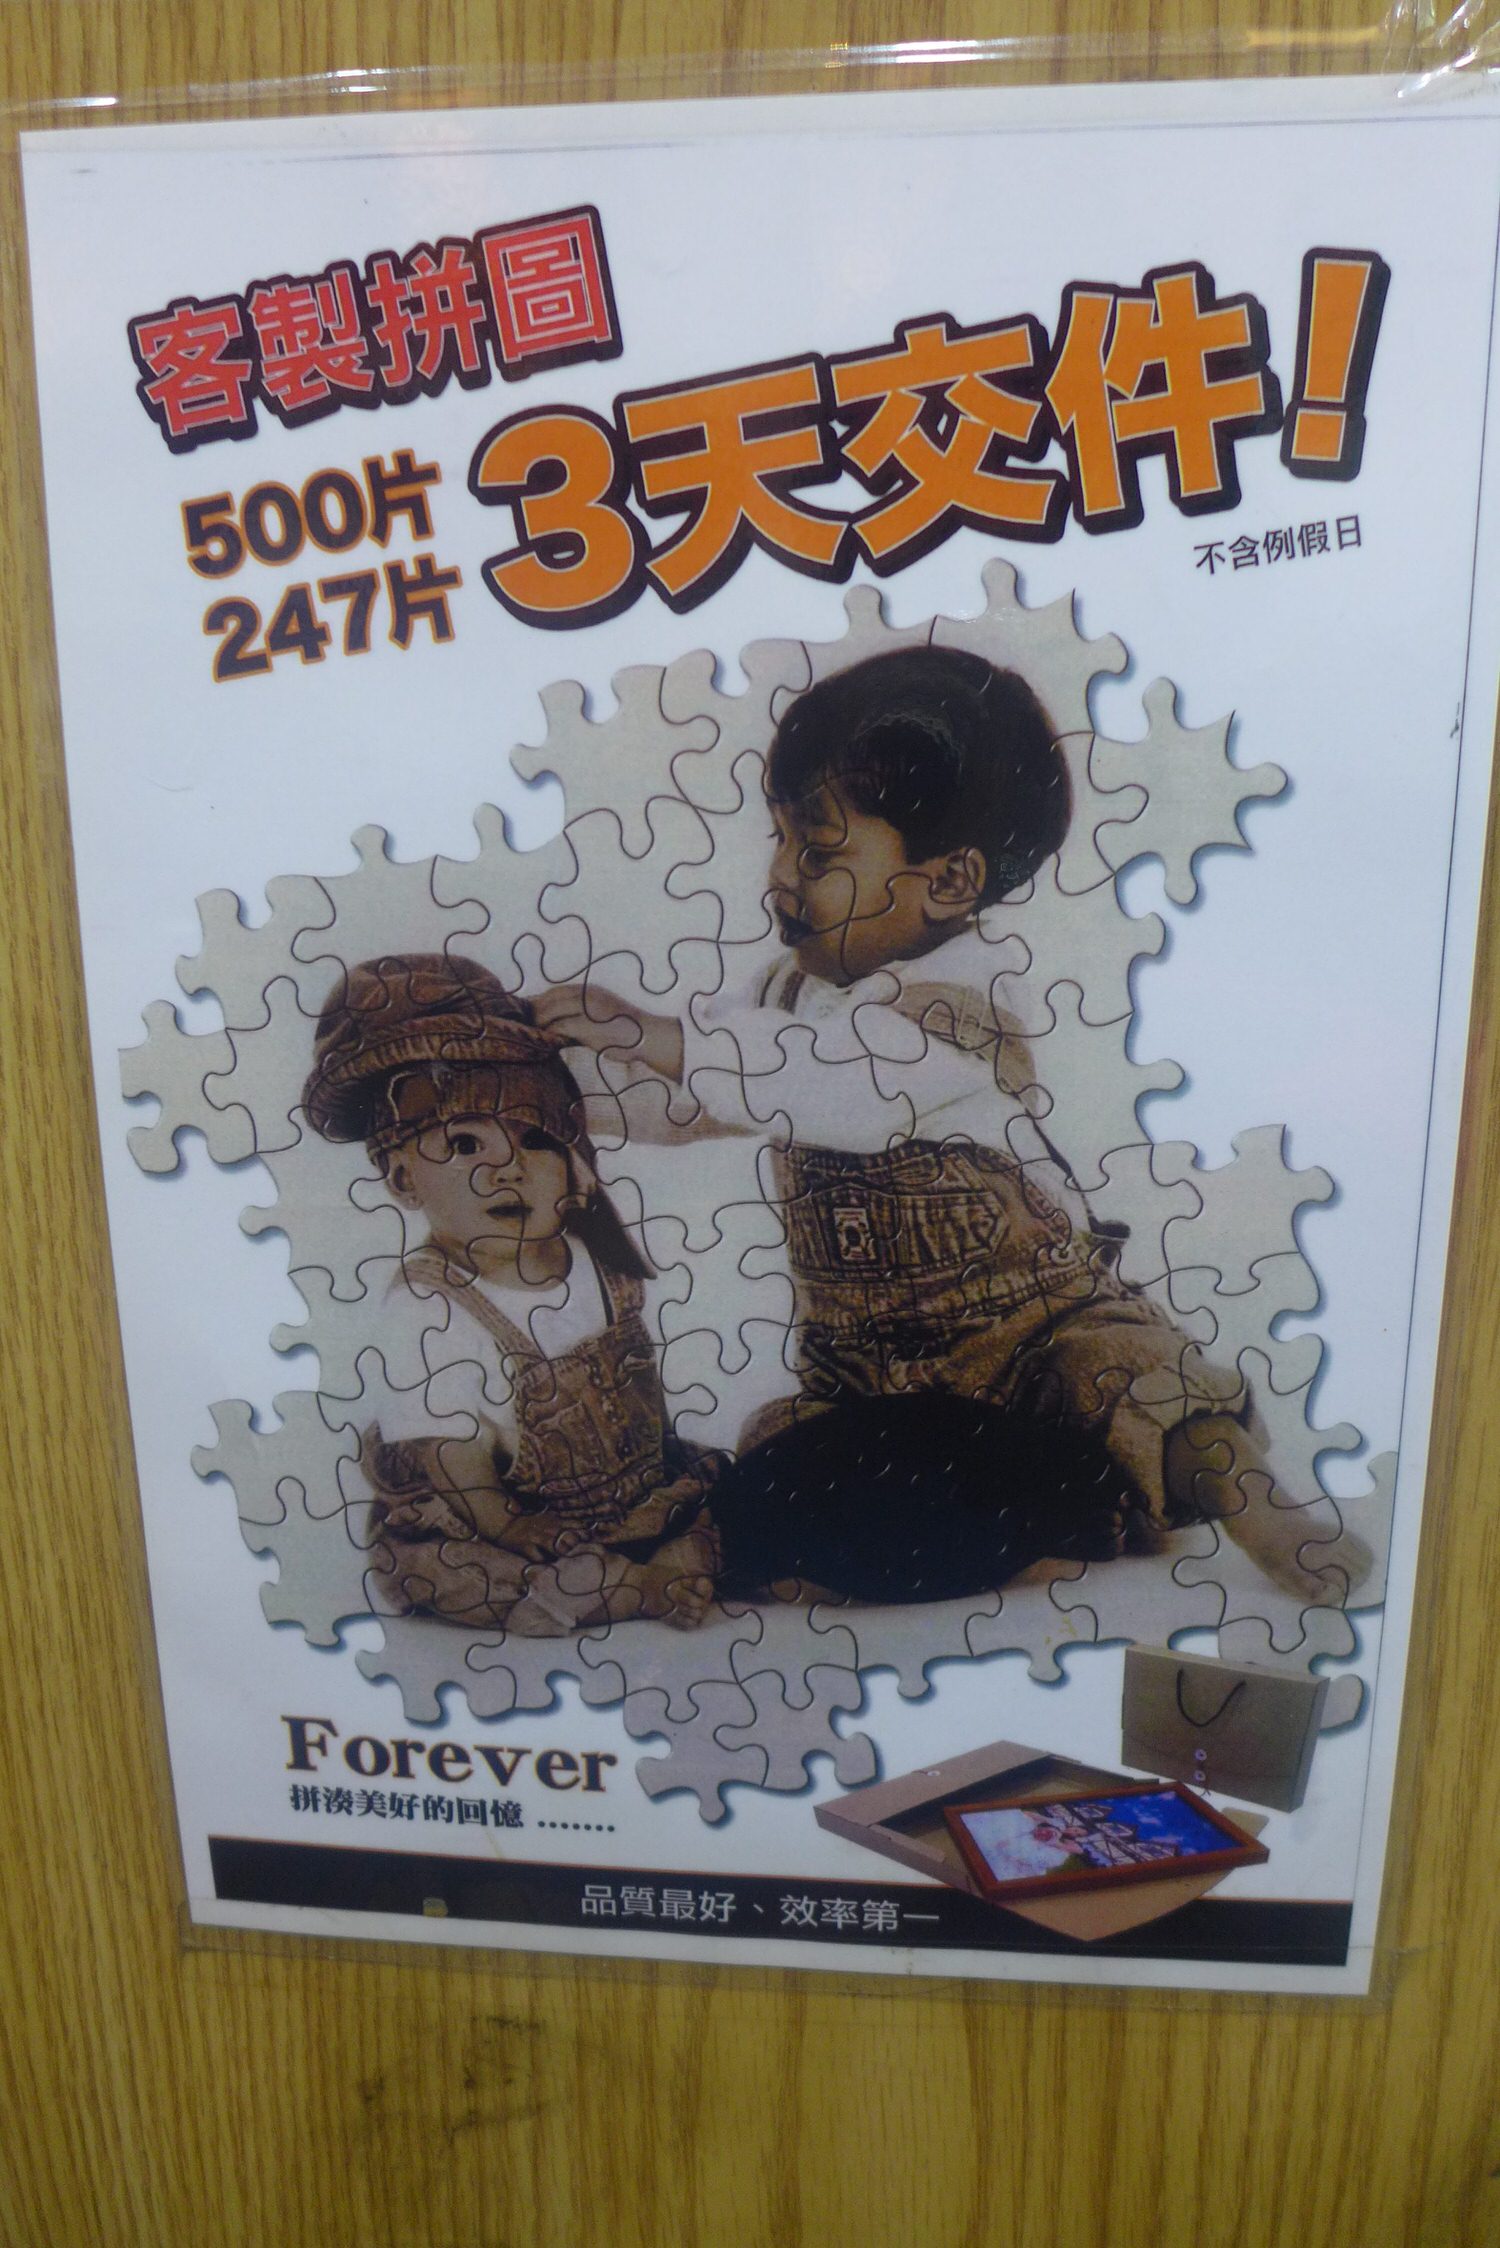 客製拼圖
3天交件!
500片
247片
不含例假日
Forever
拼湊美好的回憶 .......
品質最好、效率第一